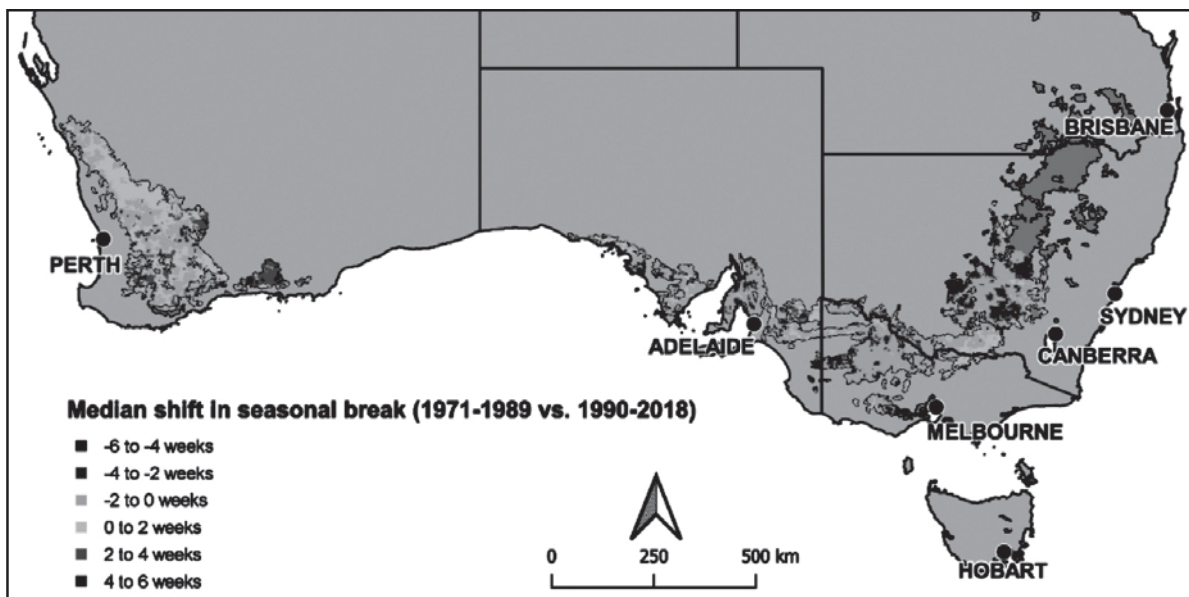 BRISBANE
PERTH
SYDNEY
ADELAIDE
CANBERRA
MELBOURNE
Median shift in seasonal break (1971-1989 vs. 1990-2018)
-6 to -4 weeks
-4 to -2 weeks
-2 to 0 weeks
0 to 2 weeks
2 to 4 weeks
4 to 6 weeks
0 250 500 km
HOBART